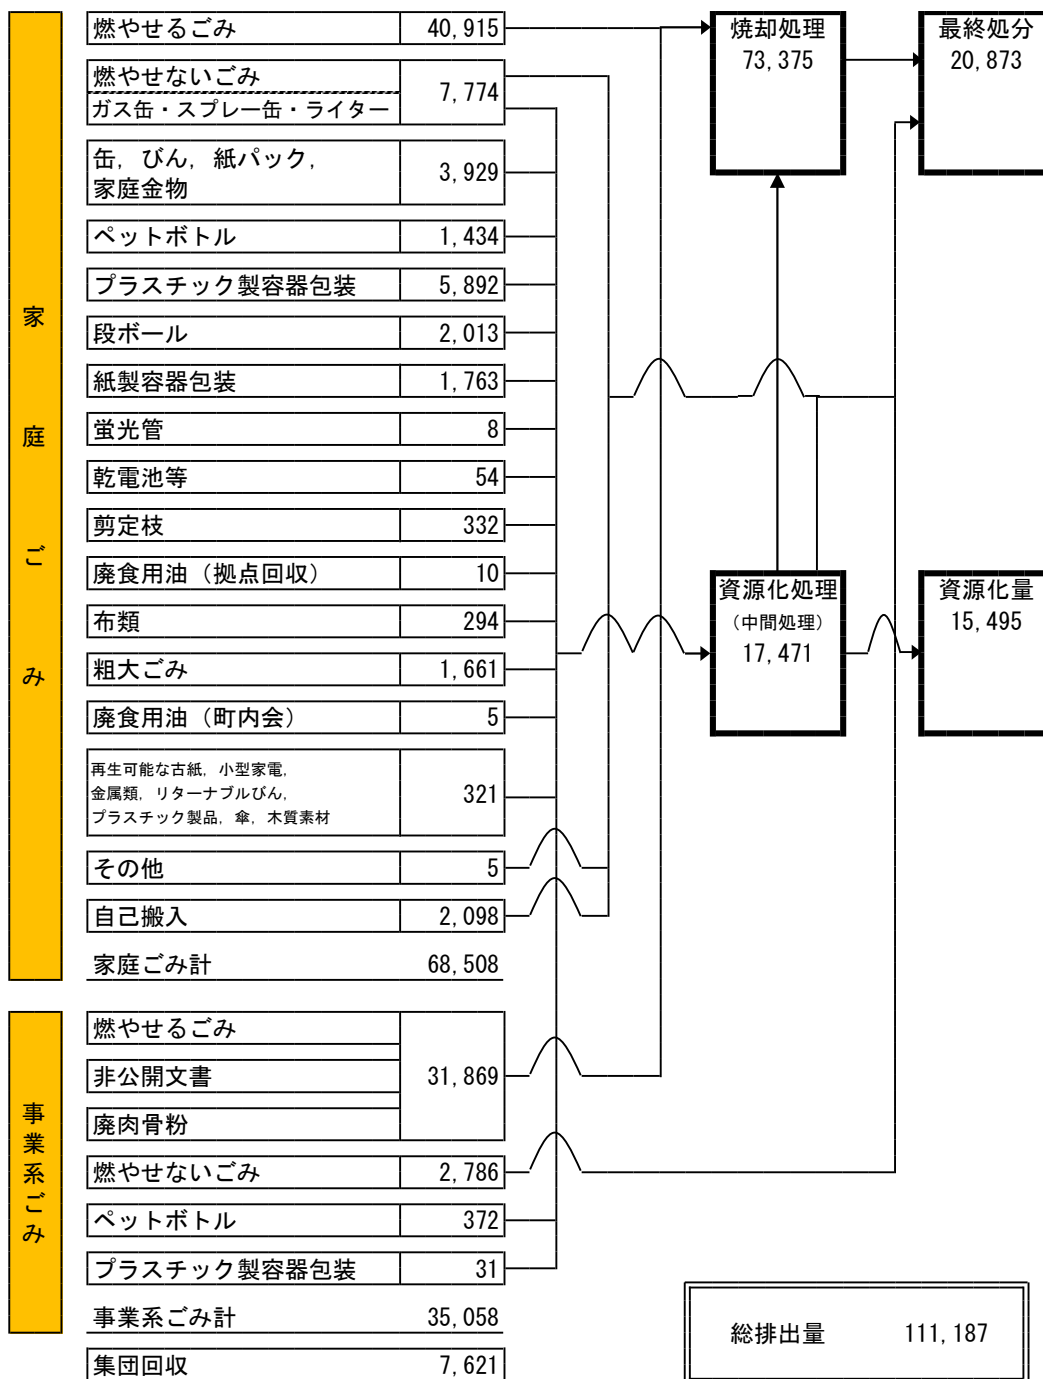 家庭ごみ
燃やせるごみ 40,915
燃やせないごみ
ガス缶・スプレー缶・ライター
7,774
缶, びん, 紙パック,
家庭金物
3,929
ペットボトル 1,434
プラスチック製容器包装 5,892
段ボール 2,013
紙製容器包装 1,763
蛍光管 8
乾電池等 54
剪定枝 332
廃食用油（拠点回収） 10
布類 294
粗大ごみ 1,661
廃食用油（町内会） 5
再生可能な古紙, 小型家電,
金属類, リターナブルびん,
プラスチック製品, 傘, 木質素材
321
その他 5
自己搬入 2,098
家庭ごみ計 68,508
事業系ごみ
燃やせるごみ
非公開文書
廃肉骨粉
31,869
燃やせないごみ 2,786
ペットボトル 372
プラスチック製容器包装 31
事業系ごみ計 35,058
集団回収 7,621
焼却処理
73,375
最終処分
20,873
資源化処理
（中間処理）
17,471
資源化量
15,495
総排出量 111,187